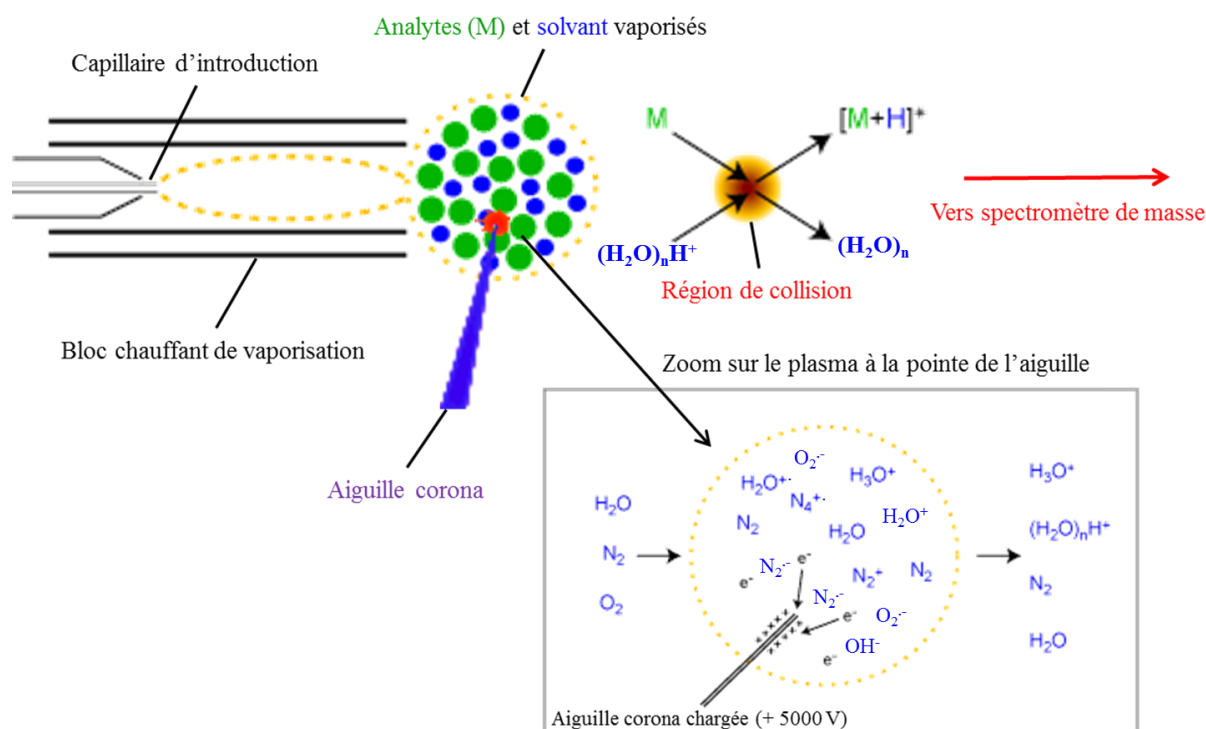 Analytes (M) et solvant vaporisés
Capillaire d’introduction
M
[M+H]⁺
(H₂O)ₙH⁺
(H₂O)ₙ
Vers spectromètre de masse
Région de collision
Bloc chauffant de vaporisation
Aiguille corona
Zoom sur le plasma à la pointe de l’aiguille
H₂O
N₂
O₂
O₂·⁻
H₂O⁺·
H₃O⁺
N₄⁺·
N₂
H₂O
H₂O⁺
N₂·⁻
e⁻
e⁻
N₂⁺
N₂
N₂·⁻
e⁻
O₂·⁻
OH⁻
e⁻
+ + + + +
+ + + + +
H₃O⁺
(H₂O)ₙH⁺
N₂
H₂O
Aiguille corona chargée (+ 5000 V)